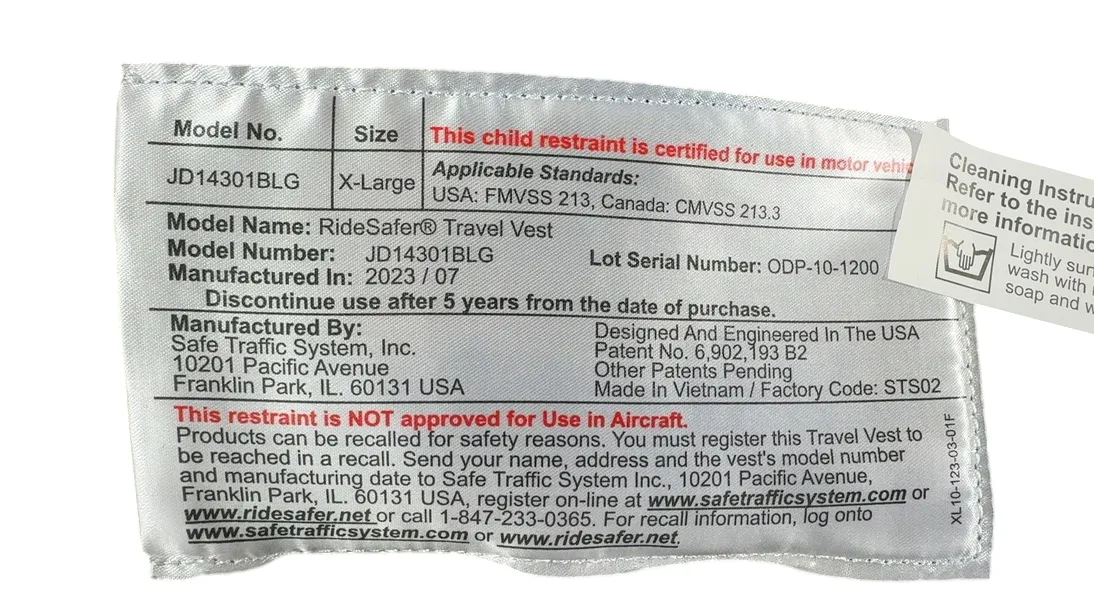 Model No. Size This child restraint is certified for use in motor
JD14301BLG X-Large Applicable Standards:
USA: FMVSS 213, Canada: CMVSS 213.3
Model Name: RideSafer® Travel Vest
Model Number: JD14301BLG Lot Serial Number: ODP-10-1200
Manufactured In: 2023 / 07
Discontinue use after 5 years from the date of purchase.
Manufactured By:
Safe Traffic System, Inc.
10201 Pacific Avenue
Franklin Park, IL. 60131 USA
Designed And Engineered In The USA
Patent No. 6,902,193 B2
Other Patents Pending
Made In Vietnam / Factory Code: STS02
This restraint is NOT approved for Use in Aircraft.
Products can be recalled for safety reasons. You must register this Travel Vest to
be reached in a recall. Send your name, address and the vest's model number
and manufacturing date to Safe Traffic System Inc., 10201 Pacific Avenue,
Franklin Park, IL. 60131 USA, register on-line at www.safetrafficsystem.com or
www.ridesafer.net or call 1-847-233-0365. For recall information, log onto
www.safetrafficsystem.com or www.ridesafer.net.
XL10-123-03-01F
Cleaning
Refer to the
more
Lightly
wash with
soap and